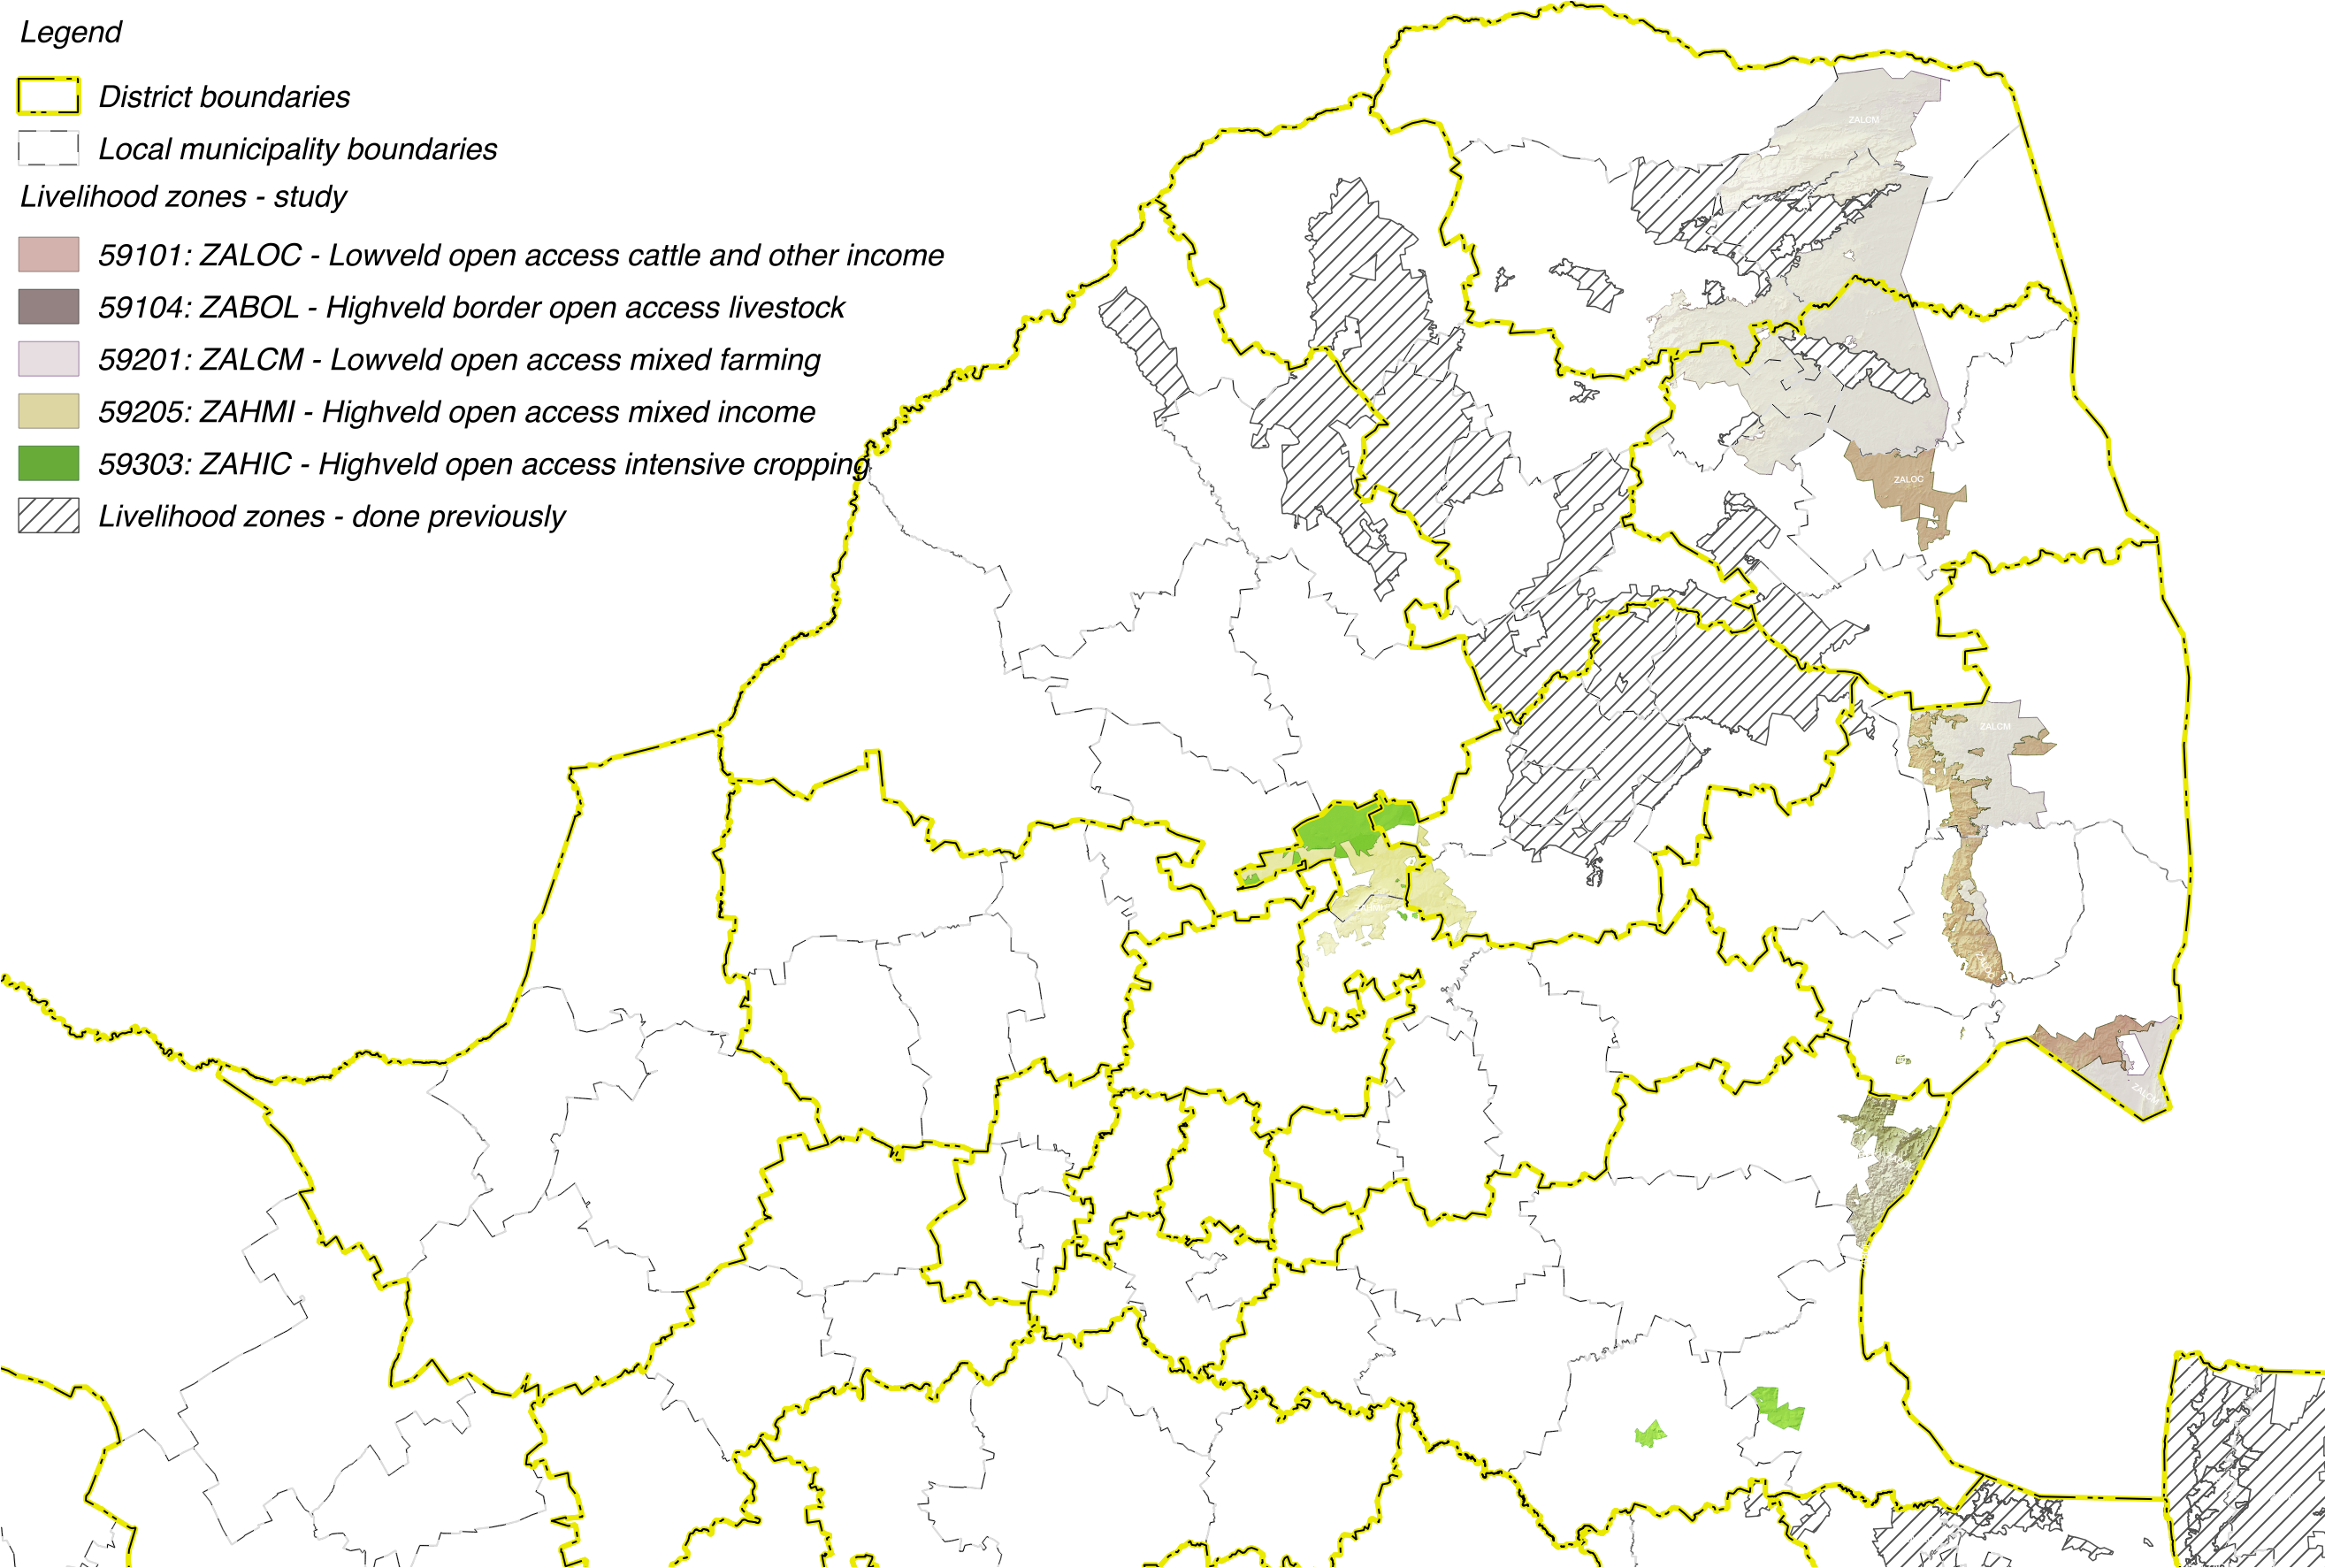 Legend
District boundaries
Local municipality boundaries
Livelihood zones - study
59101: ZALOC - Lowveld open access cattle and other income
59104: ZABOL - Highveld border open access livestock
59201: ZALCM - Lowveld open access mixed farming
59205: ZAHMI - Highveld open access mixed income
59303: ZAHIC - Highveld open access intensive cropping
Livelihood zones - done previously
ZALCM
ZALOC
ZALCM
ZALCM